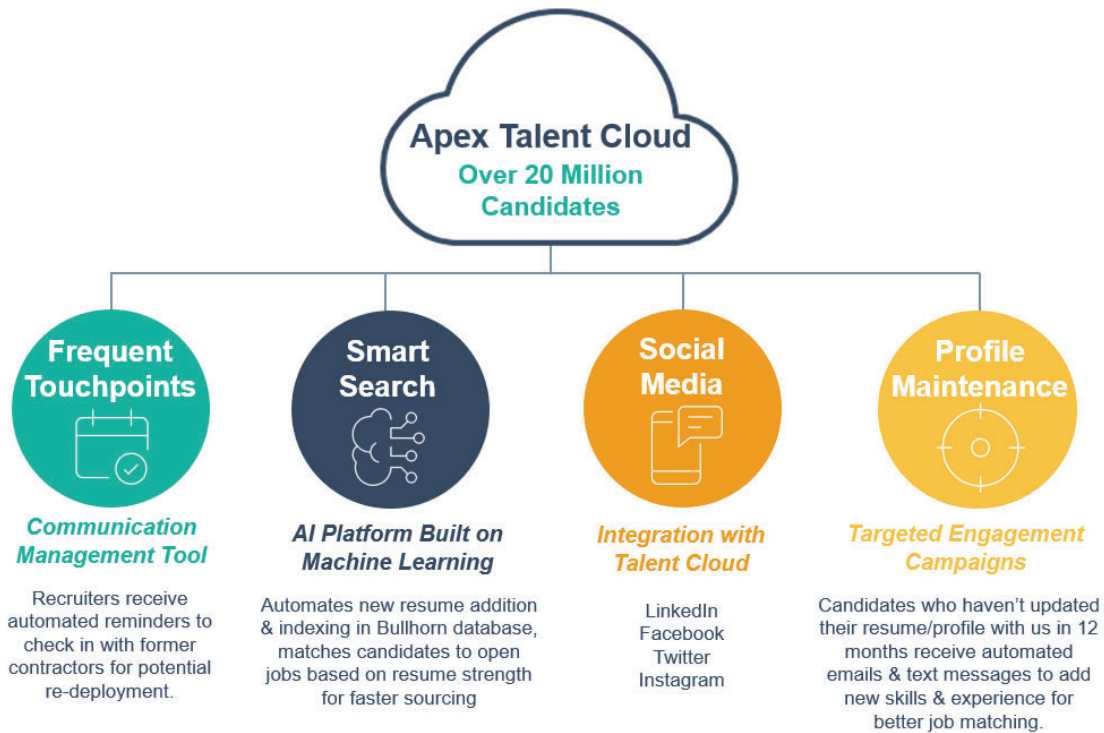 Apex Talent Cloud
Over 20 Million
Candidates
Frequent
Touchpoints
Communication
Management Tool
Recruiters receive
automated reminders to
check in with former
contractors for potential
re-deployment.
Smart
Search
AI Platform Built on
Machine Learning
Automates new resume addition
& indexing in Bullhorn database,
matches candidates to open
jobs based on resume strength
for faster sourcing
Social
Media
Integration with
Talent Cloud
LinkedIn
Facebook
Twitter
Instagram
Profile
Maintenance
Targeted Engagement
Campaigns
Candidates who haven’t updated
their resume/profile with us in 12
months receive automated
emails & text messages to add
new skills & experience for
better job matching.